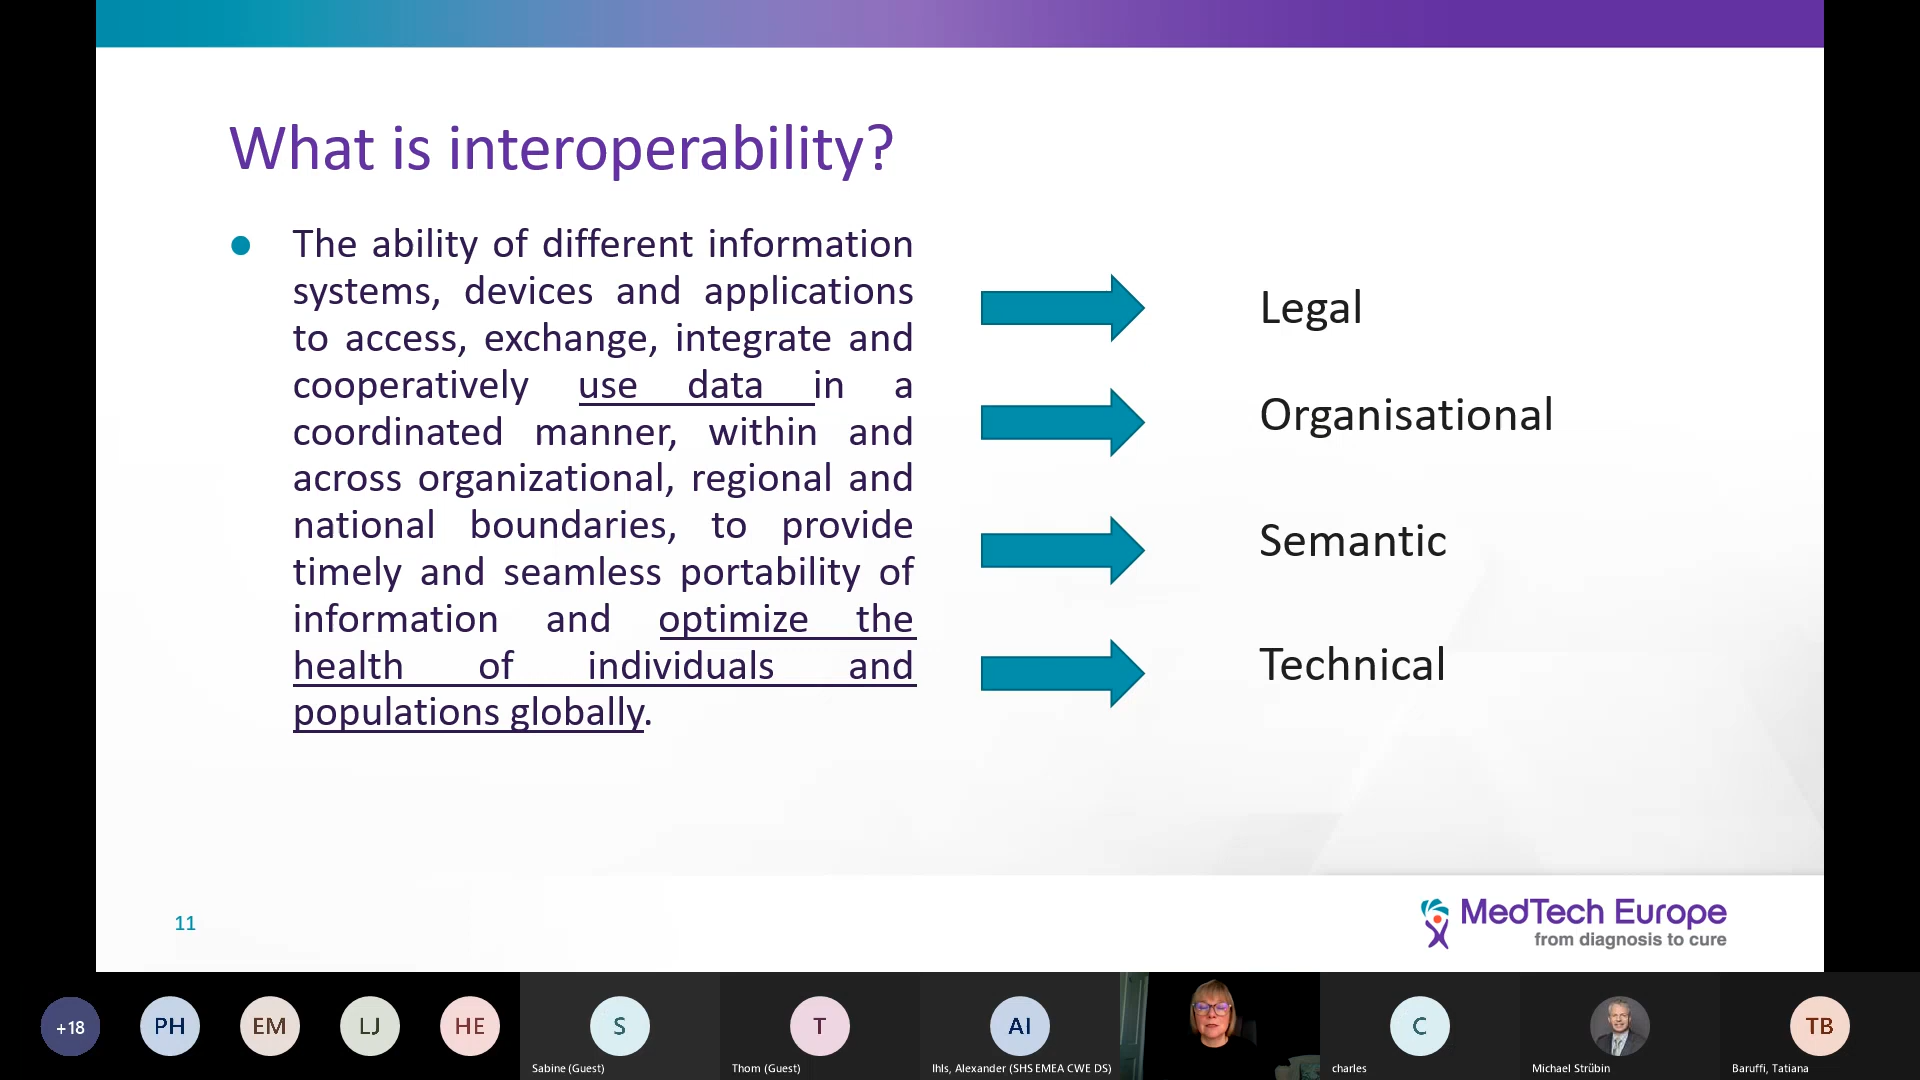 What is interoperability?
The ability of different information
systems, devices and applications
to access, exchange, integrate and
cooperatively use data in a
coordinated manner, within and
across organizational, regional and
national boundaries, to provide
timely and seamless portability of
information and optimize the
health of individuals and
populations globally.
Legal
Organisational
Semantic
Technical
11
MedTech Europe
from diagnosis to cure
+18
PH
EM
LJ
HE
S
Sabine (Guest)
T
Thom (Guest)
AI
Ihls, Alexander (SHS EMEA CWE DS)
C
charles
Michael Strübin
TB
Baruffi, Tatiana